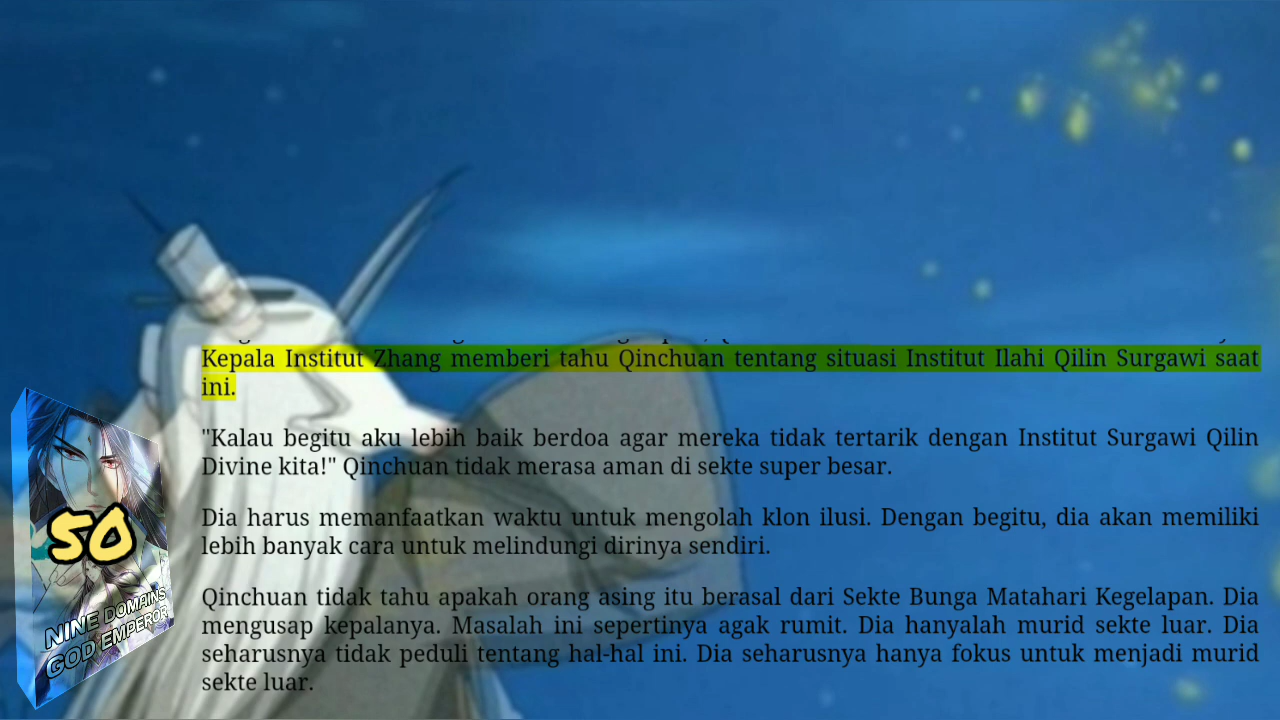 Kepala Institut Zhang memberi tahu Qinchuan tentang situasi Institut Ilahi Qilin Surgawi saat
ini.
"Kalau begitu aku lebih baik berdoa agar mereka tidak tertarik dengan Institut Surgawi Qilin
Divine kita!" Qinchuan tidak merasa aman di sekte super besar.
Dia harus memanfaatkan waktu untuk mengolah klon ilusi. Dengan begitu, dia akan memiliki
lebih banyak cara untuk melindungi dirinya sendiri.
Qinchuan tidak tahu apakah orang asing itu berasal dari Sekte Bunga Matahari Kegelapan. Dia
mengusap kepalanya. Masalah ini sepertinya agak rumit. Dia hanyalah murid sekte luar. Dia
seharusnya tidak peduli tentang hal-hal ini. Dia seharusnya hanya fokus untuk menjadi murid
sekte luar.
50
NINE DOMAINS
GOD EMPEROR